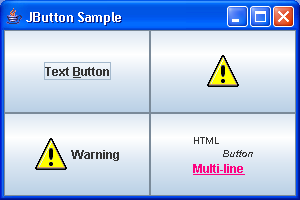 JButton Sample
Text Button
Warning
HTML
Button
Multi-line